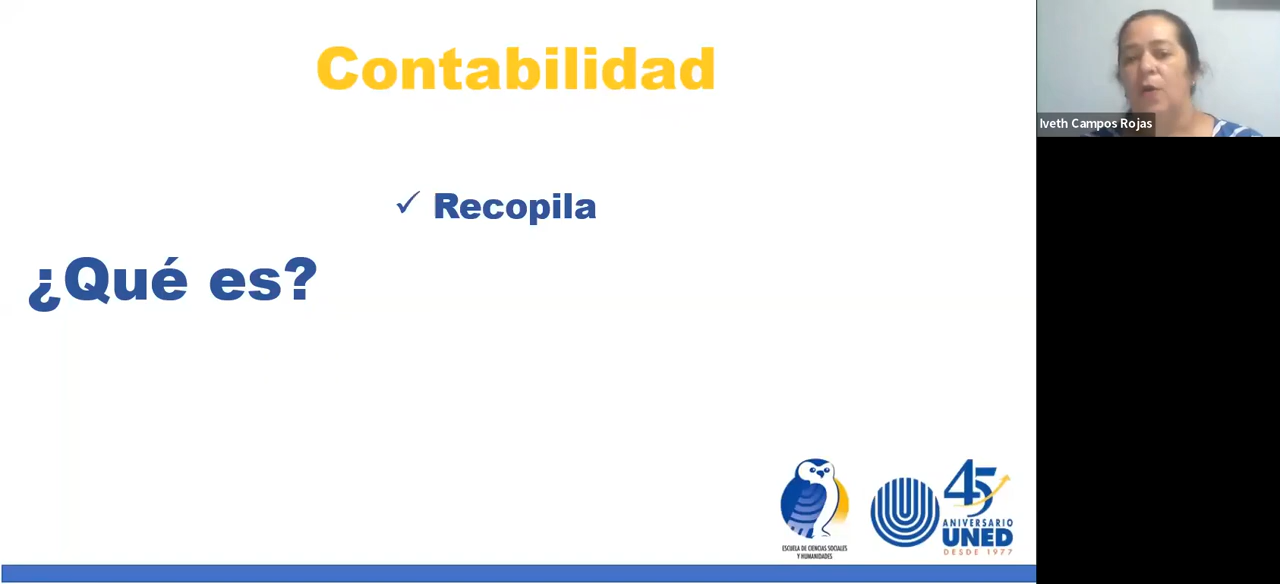 Contabilidad
✓ Recopila
¿Qué es?
Iveth Campos Rojas
ESCUELA DE CIENCIAS SOCIALES
Y HUMANIDADES
45
ANIVERSARIO
UNED
DESDE 1977